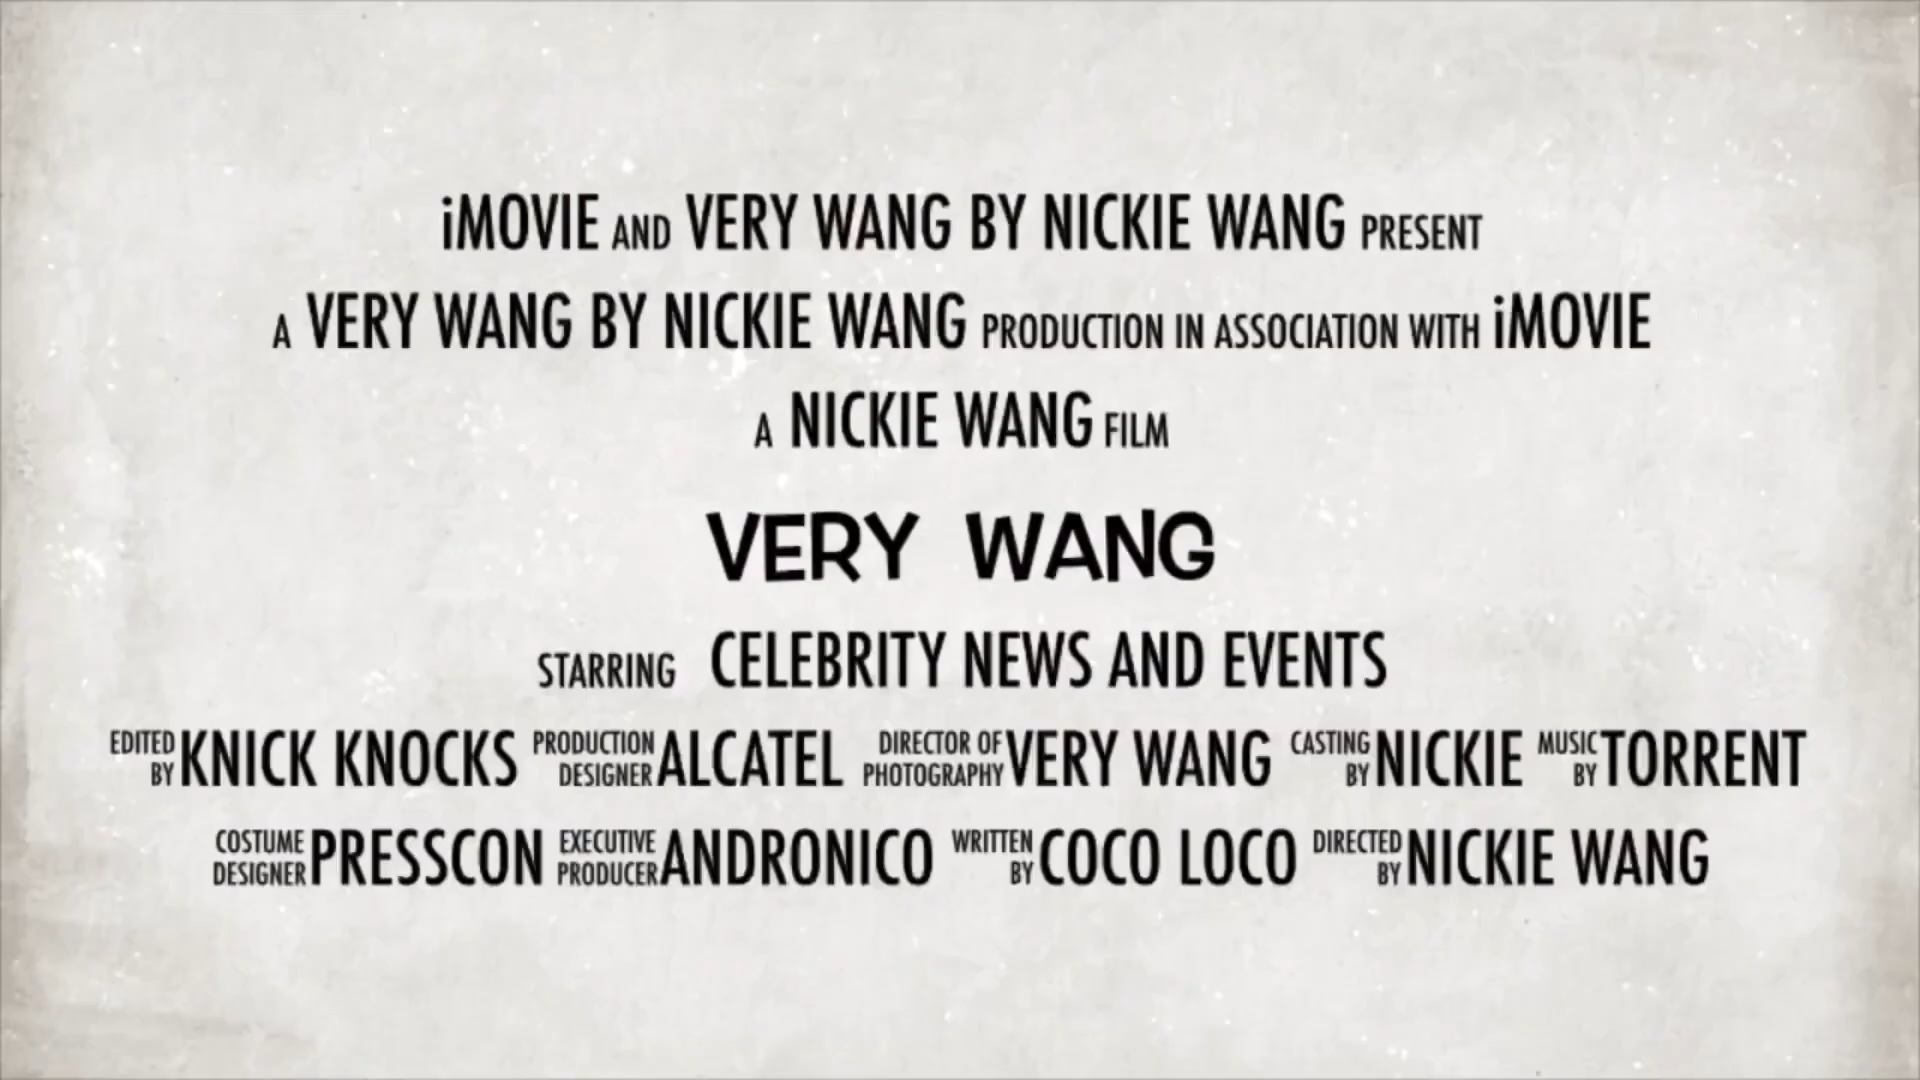 iMOVIE AND VERY WANG BY NICKIE WANG PRESENT
A VERY WANG BY NICKIE WANG PRODUCTION IN ASSOCIATION WITH iMOVIE
A NICKIE WANG FILM
VERY WANG
STARRING CELEBRITY NEWS AND EVENTS
EDITED BY KNICK KNOCKS PRODUCTION DESIGNER ALCATEL DIRECTOR OF PHOTOGRAPHY VERY WANG CASTING BY NICKIE MUSIC BY TORRENT
COSTUME DESIGNER PRESSCON EXECUTIVE PRODUCER ANDRONICO WRITTEN BY COCO LOCO DIRECTED BY NICKIE WANG